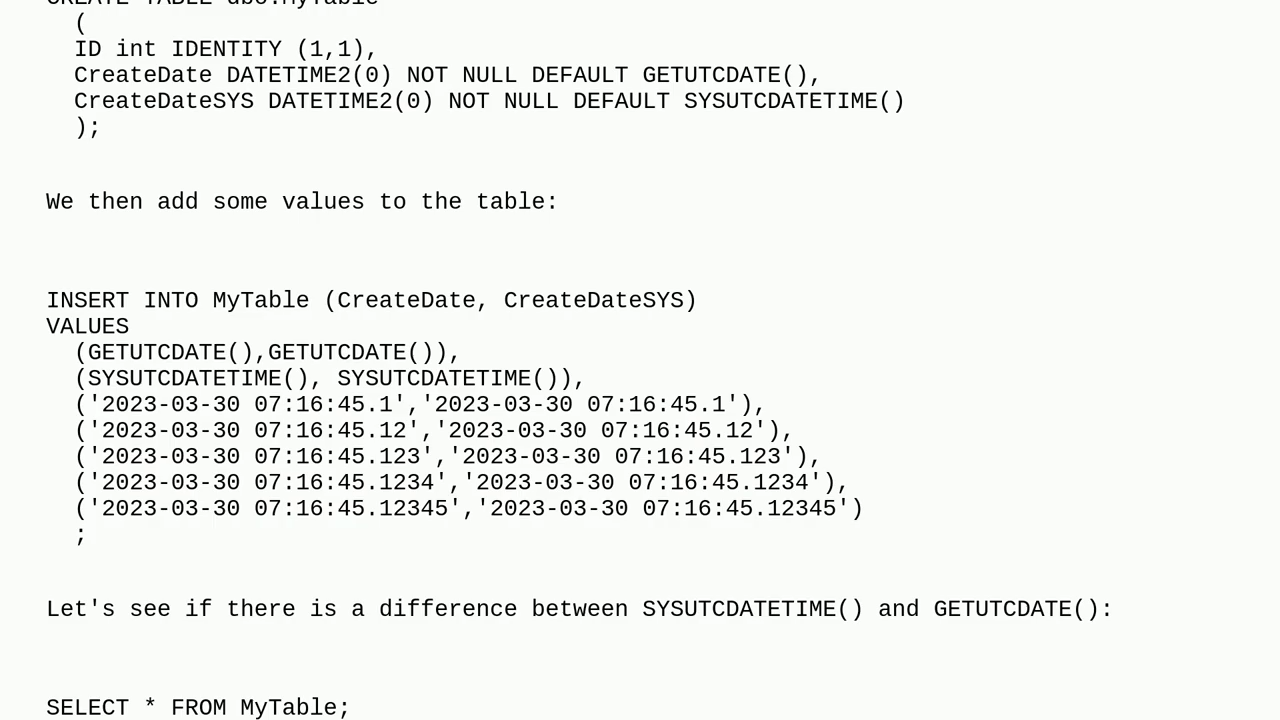 CREATE TABLE dbo.MyTable
(
ID int IDENTITY (1,1),
CreateDate DATETIME2(0) NOT NULL DEFAULT GETUTCDATE(),
CreateDateSYS DATETIME2(0) NOT NULL DEFAULT SYSUTCDATETIME()
);
We then add some values to the table:
INSERT INTO MyTable (CreateDate, CreateDateSYS)
VALUES
(GETUTCDATE(),GETUTCDATE()),
(SYSUTCDATETIME(), SYSUTCDATETIME()),
('2023-03-30 07:16:45.1','2023-03-30 07:16:45.1'),
('2023-03-30 07:16:45.12','2023-03-30 07:16:45.12'),
('2023-03-30 07:16:45.123','2023-03-30 07:16:45.123'),
('2023-03-30 07:16:45.1234','2023-03-30 07:16:45.1234'),
('2023-03-30 07:16:45.12345','2023-03-30 07:16:45.12345')
;
Let's see if there is a difference between SYSUTCDATETIME() and GETUTCDATE():
SELECT * FROM MyTable;